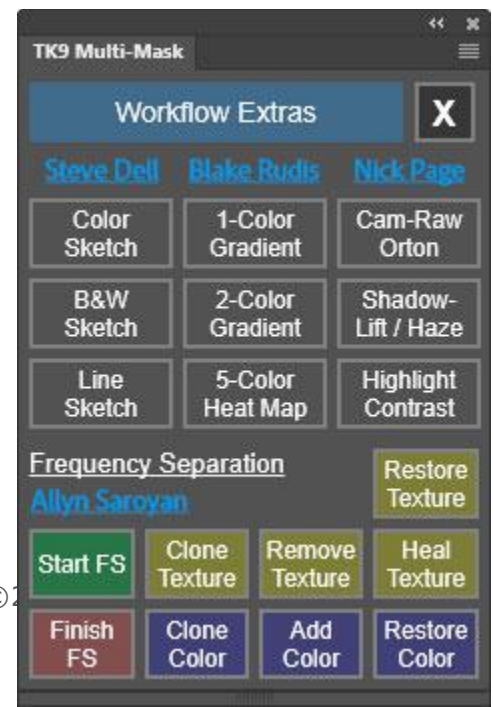 TK9 Multi-Mask
Workflow Extras
X
Steve Dell Blake Rudis Nick Page
Color Sketch
1-Color Gradient
Cam-Raw Orton
B&W Sketch
2-Color Gradient
Shadow-Lift / Haze
Line Sketch
5-Color Heat Map
Highlight Contrast
Frequency Separation
Allyn Saroyan
Restore Texture
Start FS
Clone Texture
Remove Texture
Heal Texture
Finish FS
Clone Color
Add Color
Restore Color